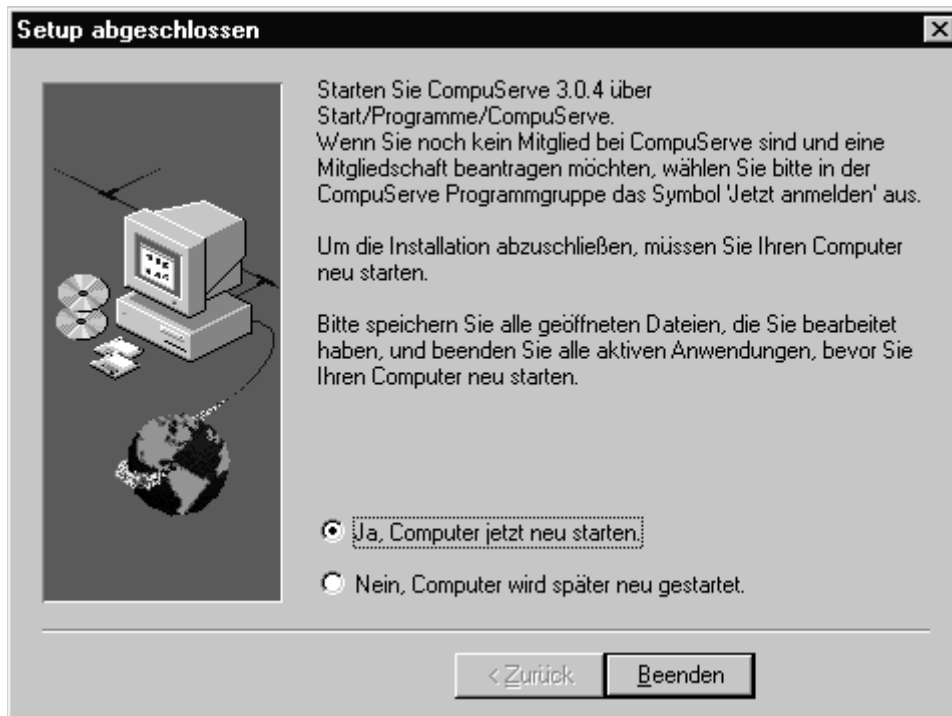 Setup abgeschlossen
Starten Sie CompuServe 3.0.4 über
Start/Programme/CompuServe.
Wenn Sie noch kein Mitglied bei CompuServe sind und eine
Mitgliedschaft beantragen möchten, wählen Sie bitte in der
CompuServe Programmgruppe das Symbol 'Jetzt anmelden' aus.
Um die Installation abzuschließen, müssen Sie Ihren Computer
neu starten.
Bitte speichern Sie alle geöffneten Dateien, die Sie bearbeitet
haben, und beenden Sie alle aktiven Anwendungen, bevor Sie
Ihren Computer neu starten.
Ja, Computer jetzt neu starten.
Nein, Computer wird später neu gestartet.
< Zurück
Beenden